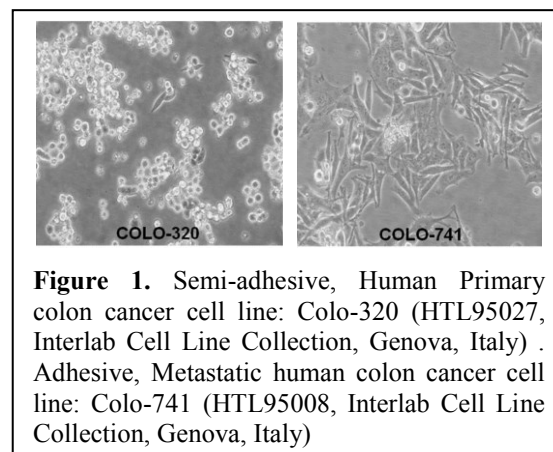 COLO-320 COLO-741
Figure 1. Semi-adhesive, Human Primary
colon cancer cell line: Colo-320 (HTL95027,
Interlab Cell Line Collection, Genova, Italy) .
Adhesive, Metastatic human colon cancer cell
line: Colo-741 (HTL95008, Interlab Cell Line
Collection, Genova, Italy)